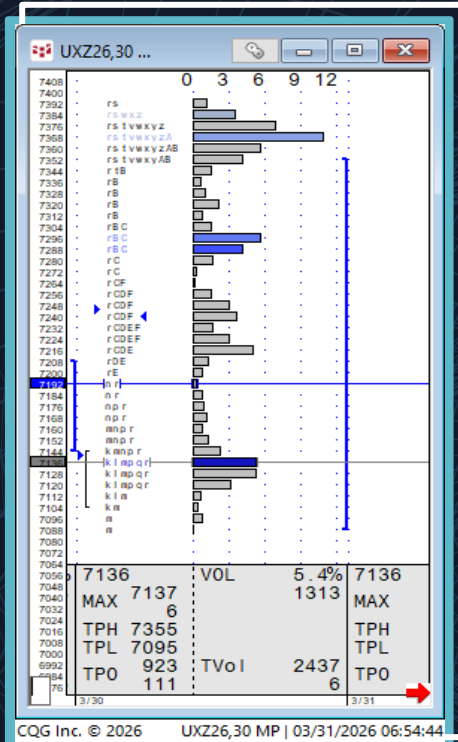 UXZ26,30 ...
0 3 6 9 12
7408
7400
7392 rs
7384 rswxz
7376 rstvwxyz
7368 rstvwxyzA
7360 rstvwxyzAB
7352 rstvwxyAB
7344 rtB
7336 rB
7328 rB
7320 rB
7312 rB
7304 rBC
7296 rBC
7288 rBC
7280 rC
7272 rC
7264 rCF
7256 rCDF
7248 rCDF
7240 rCDF
7232 rCDEF
7224 rCDEF
7216 rCDE
7208 rDE
7200 rE
7192 nr
7184 nr
7176 npr
7168 npr
7160 mnpr
7152 mnpr
7144 kmnpr
7136 klmpqr
7128 klmpqr
7120 klmpqr
7112 klm
7104 km
7096 m
7088 m
7080
7072
7064
7056
7048
7040
7032
7024
7016
7008
7000
6992
6984
76
7136 VOL 5.4% 7136
MAX 7137 1313 MAX
6
TPH 7355 TPH
TPL 7095 TPL
TPO 923 TVol 2437 TPO
111 6
3/30 3/31
CQG Inc. © 2026 UXZ26,30 MP | 03/31/2026 06:54:44